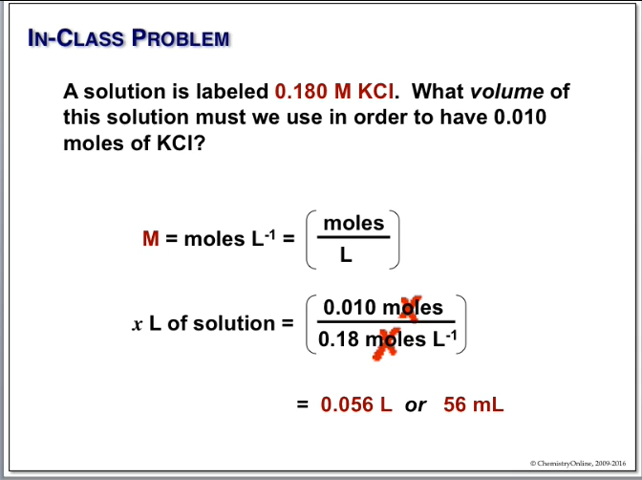 IN-CLASS PROBLEM
A solution is labeled 0.180 M KCl. What volume of
this solution must we use in order to have 0.010
moles of KCl?
M = moles L⁻¹ = (moles
L)
x L of solution = (0.010 moles
0.18 moles L⁻¹)
= 0.056 L or 56 mL
© ChemistryOnline, 2009-2016